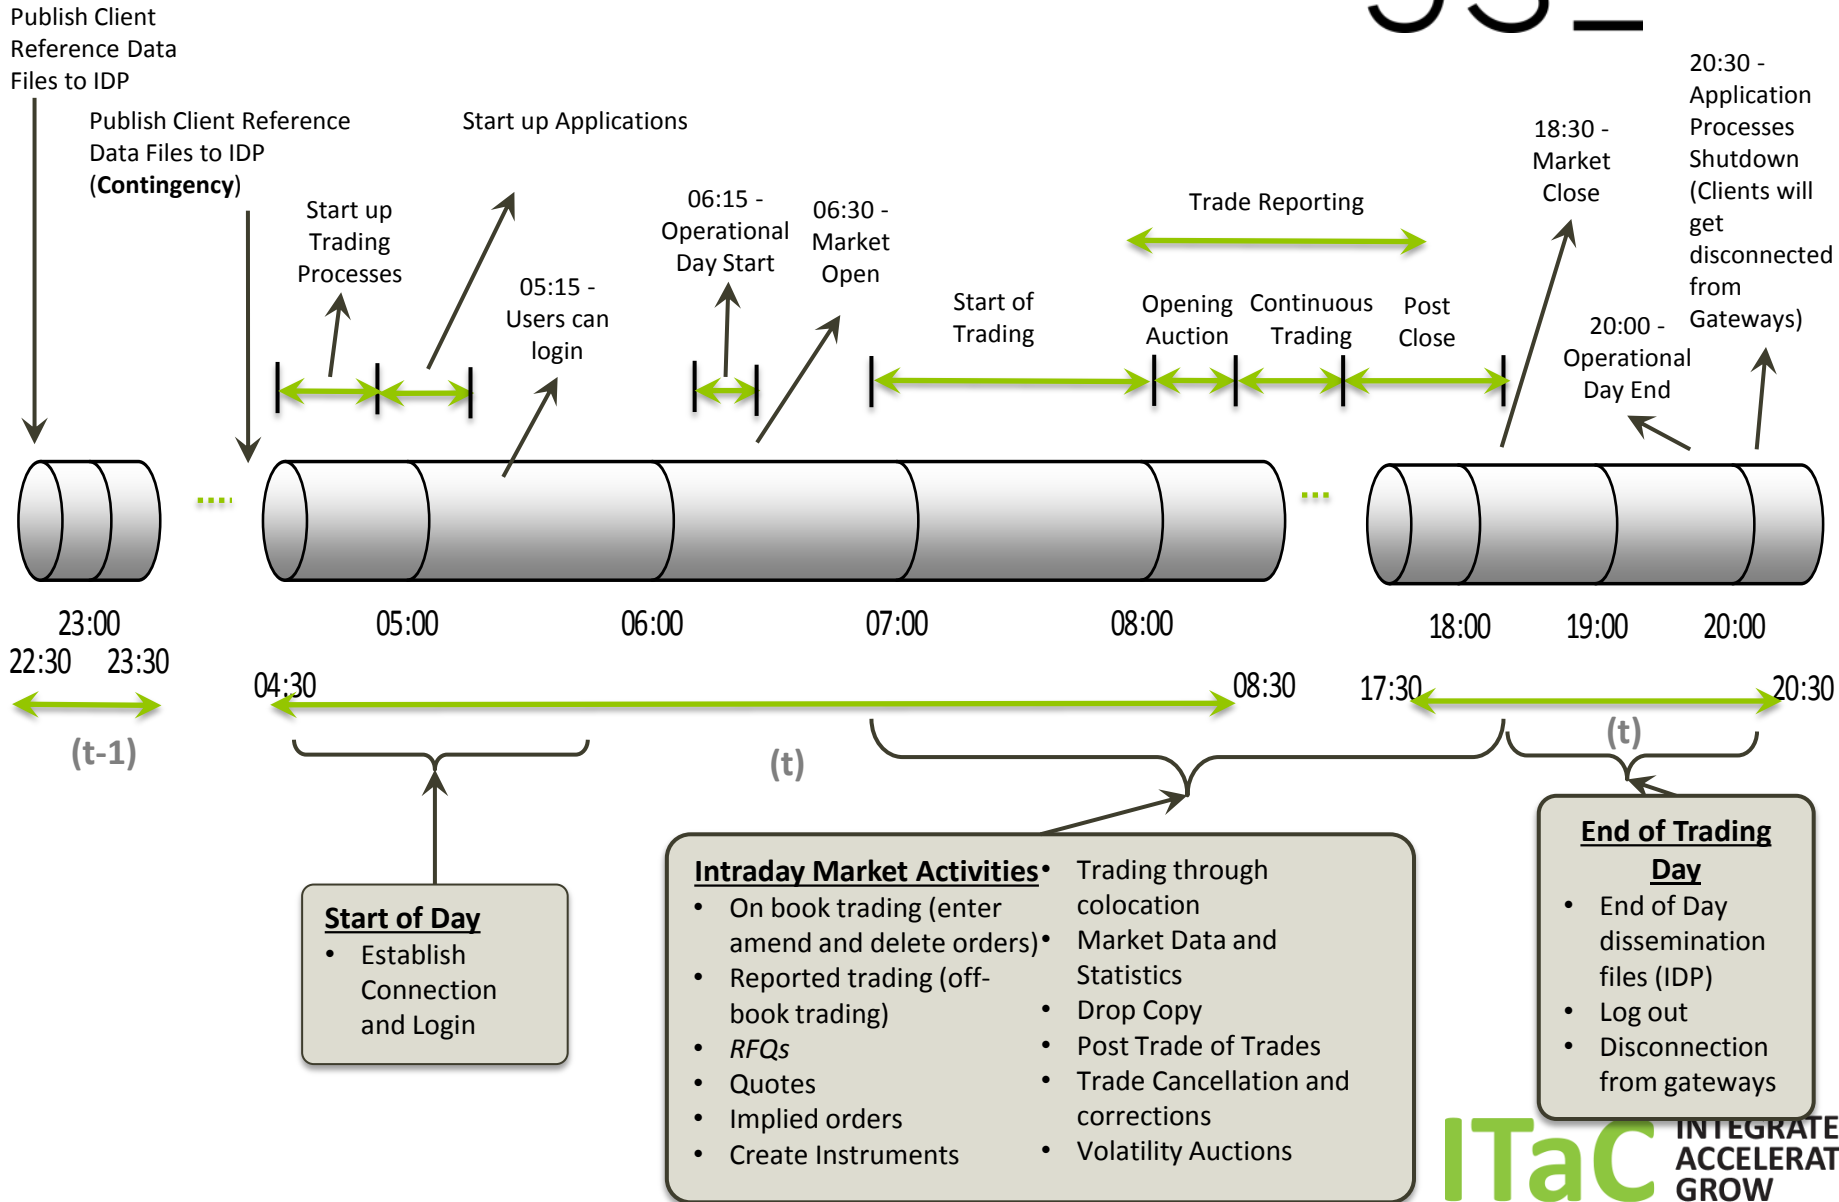 Publish Client
Reference Data
Files to IDP
Publish Client Reference
Data Files to IDP
(Contingency)
Start up Applications
Start up
Trading
Processes
05:15 -
Users can
login
06:15 -
Operational
Day Start
06:30 -
Market
Open
Trade Reporting
Start of
Trading
Opening
Auction
Continuous
Trading
Post
Close
18:30 -
Market
Close
20:00 -
Operational
Day End
20:30 -
Application
Processes
Shutdown
(Clients will
get
disconnected
from
Gateways)
23:00
22:30 23:30
(t-1)
05:00 06:00 07:00 08:00
04:30 08:30
(t)
18:00 19:00 20:00
17:30 20:30
(t)
Start of Day
• Establish
Connection
and Login
Intraday Market Activities
• On book trading (enter
amend and delete orders)
• Reported trading (off-
book trading)
• RFQs
• Quotes
• Implied orders
• Create Instruments
• Trading through
colocation
• Market Data and
Statistics
• Drop Copy
• Post Trade of Trades
• Trade Cancellation and
corrections
• Volatility Auctions
End of Trading
Day
• End of Day
dissemination
files (IDP)
• Log out
• Disconnection
from gateways
ITaC
INTEGRATE
ACCELERAT
GROW